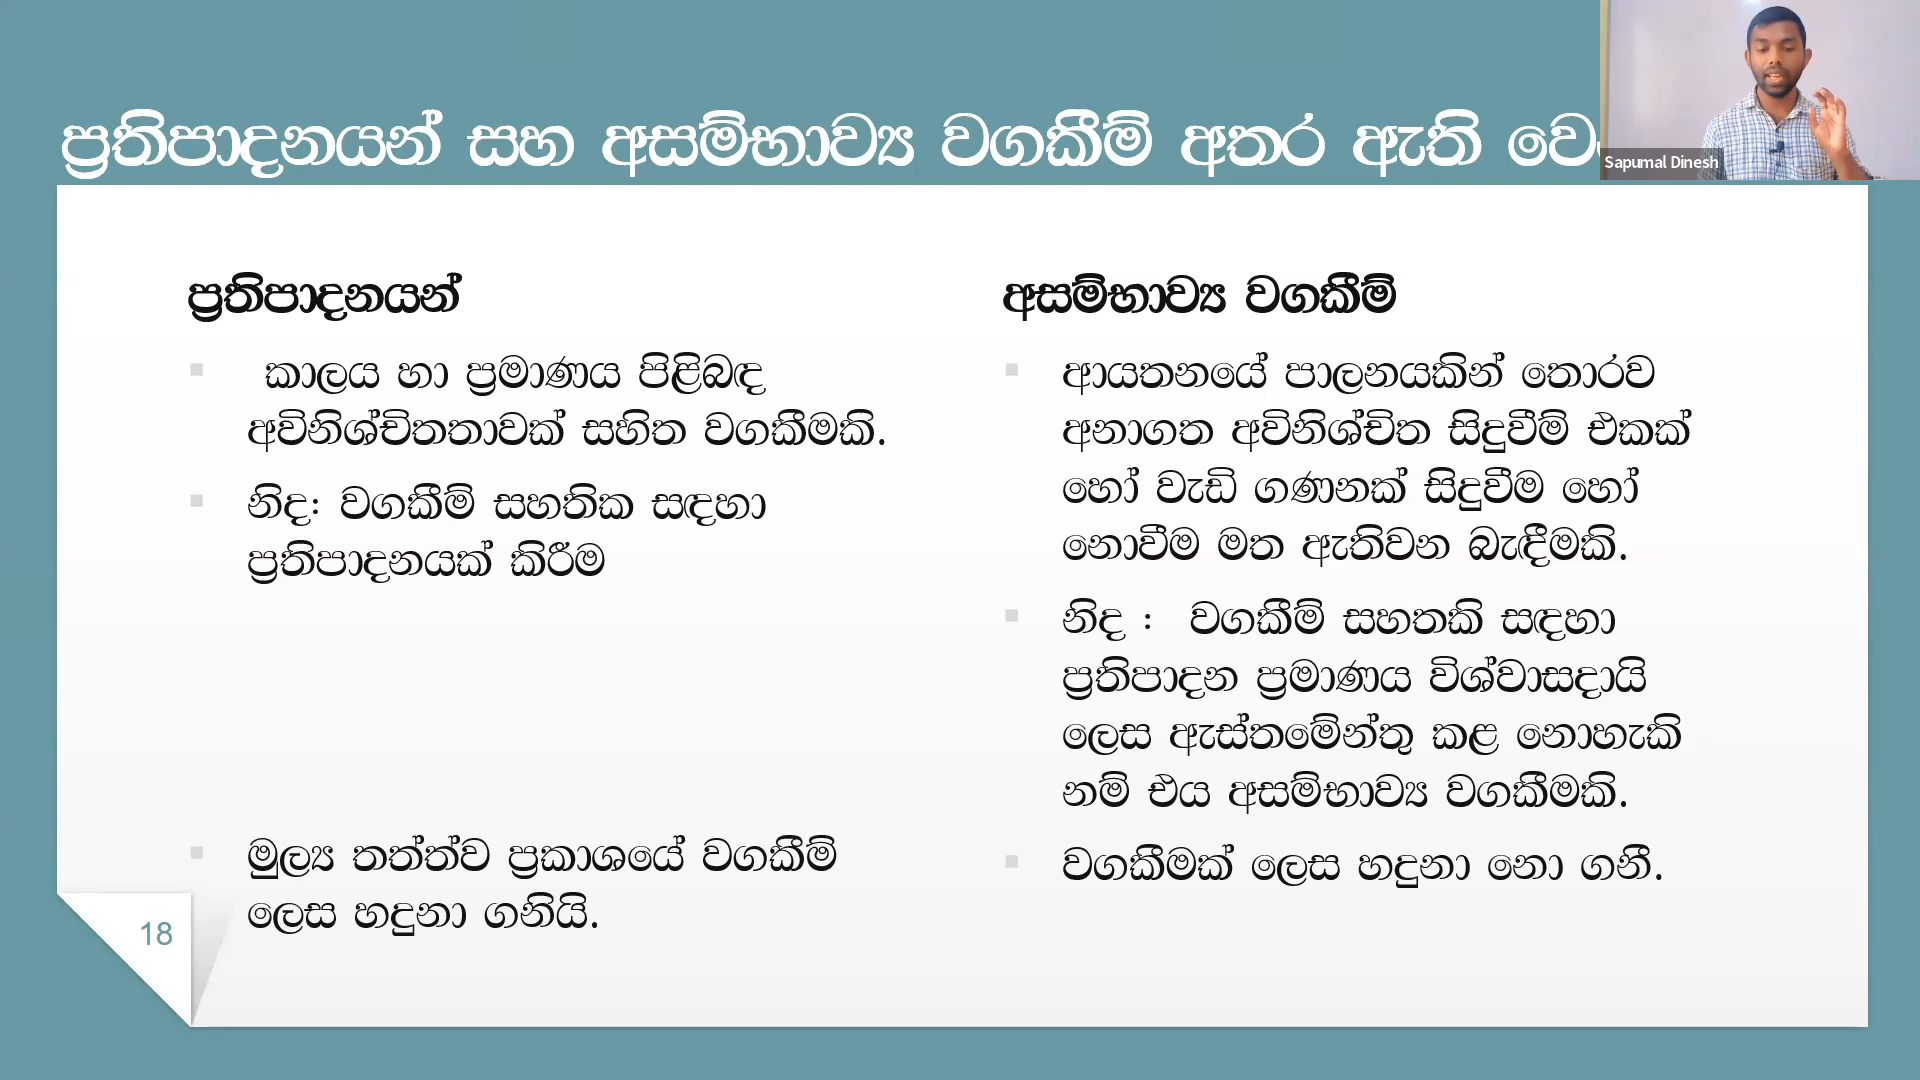 ප්‍රතිපාදනයන් සහ අසම්භාව්‍ය වගකීම් අතර ඇති
Sapumal Dinesh
ප්‍රතිපාදනයන්
කාලය හා ප්‍රමාණය පිළිබඳ
අවිනිශ්චිතතාවක් සහිත වගකීමකි.
නිද: වගකීම් සහතික සඳහා
ප්‍රතිපාදනයක් කිරීම
මුල්‍ය තත්ත්ව ප්‍රකාශයේ වගකීම්
ලෙස හදුනා ගනියි.
අසම්භාව්‍ය වගකීම්
ආයතනයේ පාලනයකින් තොරව
අනාගත අවිනිශ්චිත සිදුවීම් එකක්
හෝ වැඩි ගණනක් සිදුවීම හෝ
නොවීම මත ඇතිවන බැඳීමකි.
නිද : වගකීම් සහතකි සඳහා
ප්‍රතිපාදන ප්‍රමාණය විශ්වාසදායි
ලෙස ඇස්තමේන්තු කළ නොහැකි
නම් එය අසම්භාව්‍ය වගකීමකි.
වගකීමක් ලෙස හදුනා නො ගනී.
18